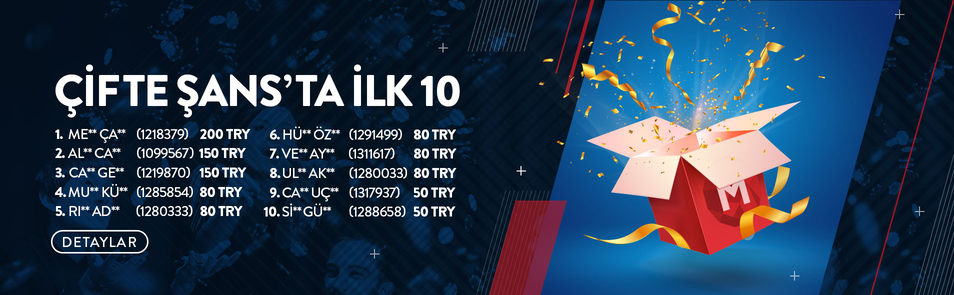 ÇİFTE ŞANS'TA İLK 10
1. ME** ÇA** (1218379) 200 TRY
2. AL** CA** (1099567) 150 TRY
3. CA** GE** (1219870) 150 TRY
4. MU** KÜ** (1285854) 80 TRY
5. RI** AD** (1280333) 80 TRY
6. HÜ** ÖZ** (1291499) 80 TRY
7. VE** AY** (1311617) 80 TRY
8. UL** AK** (1280033) 80 TRY
9. CA** UÇ** (1317937) 50 TRY
10. Sİ** GÜ** (1288658) 50 TRY
DETAYLAR
M